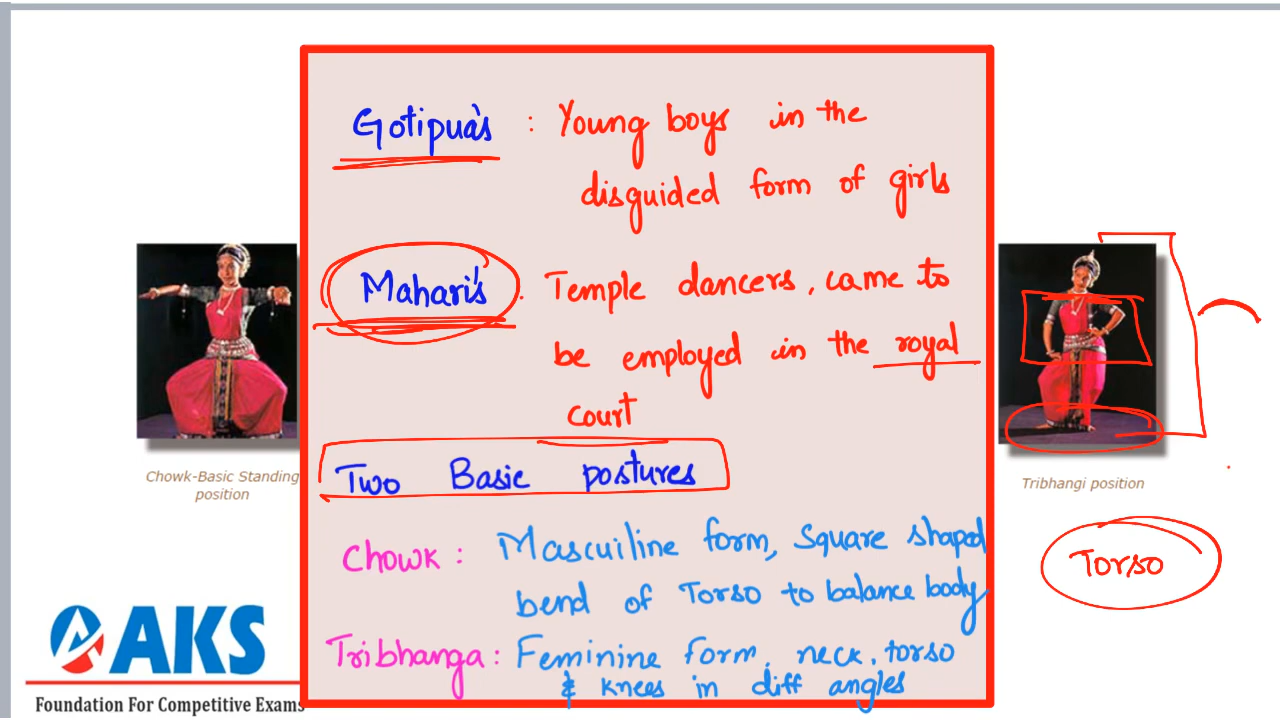 Gotipua's : Young boys in the
disguided form of girls
Mahari's : Temple dancers, came to
be employed in the royal
court
Two Basic postures
Chowk : Mascuiline form, Square shaped
bend of Torso to balance body
Tribhanga : Feminine form, neck, torso
& knees in diff angles
Chowk-Basic Standing
position
Tribhangi position
Torso
AKS
Foundation For Competitive Exams